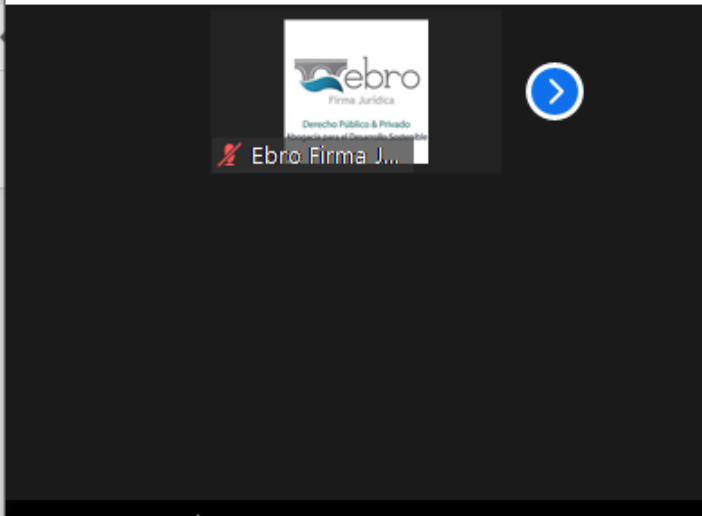 ebro
Firma Jurídica
Derecho Público & Privado
Abogacía para el Desarrollo Sostenible
Ebro Firma J...